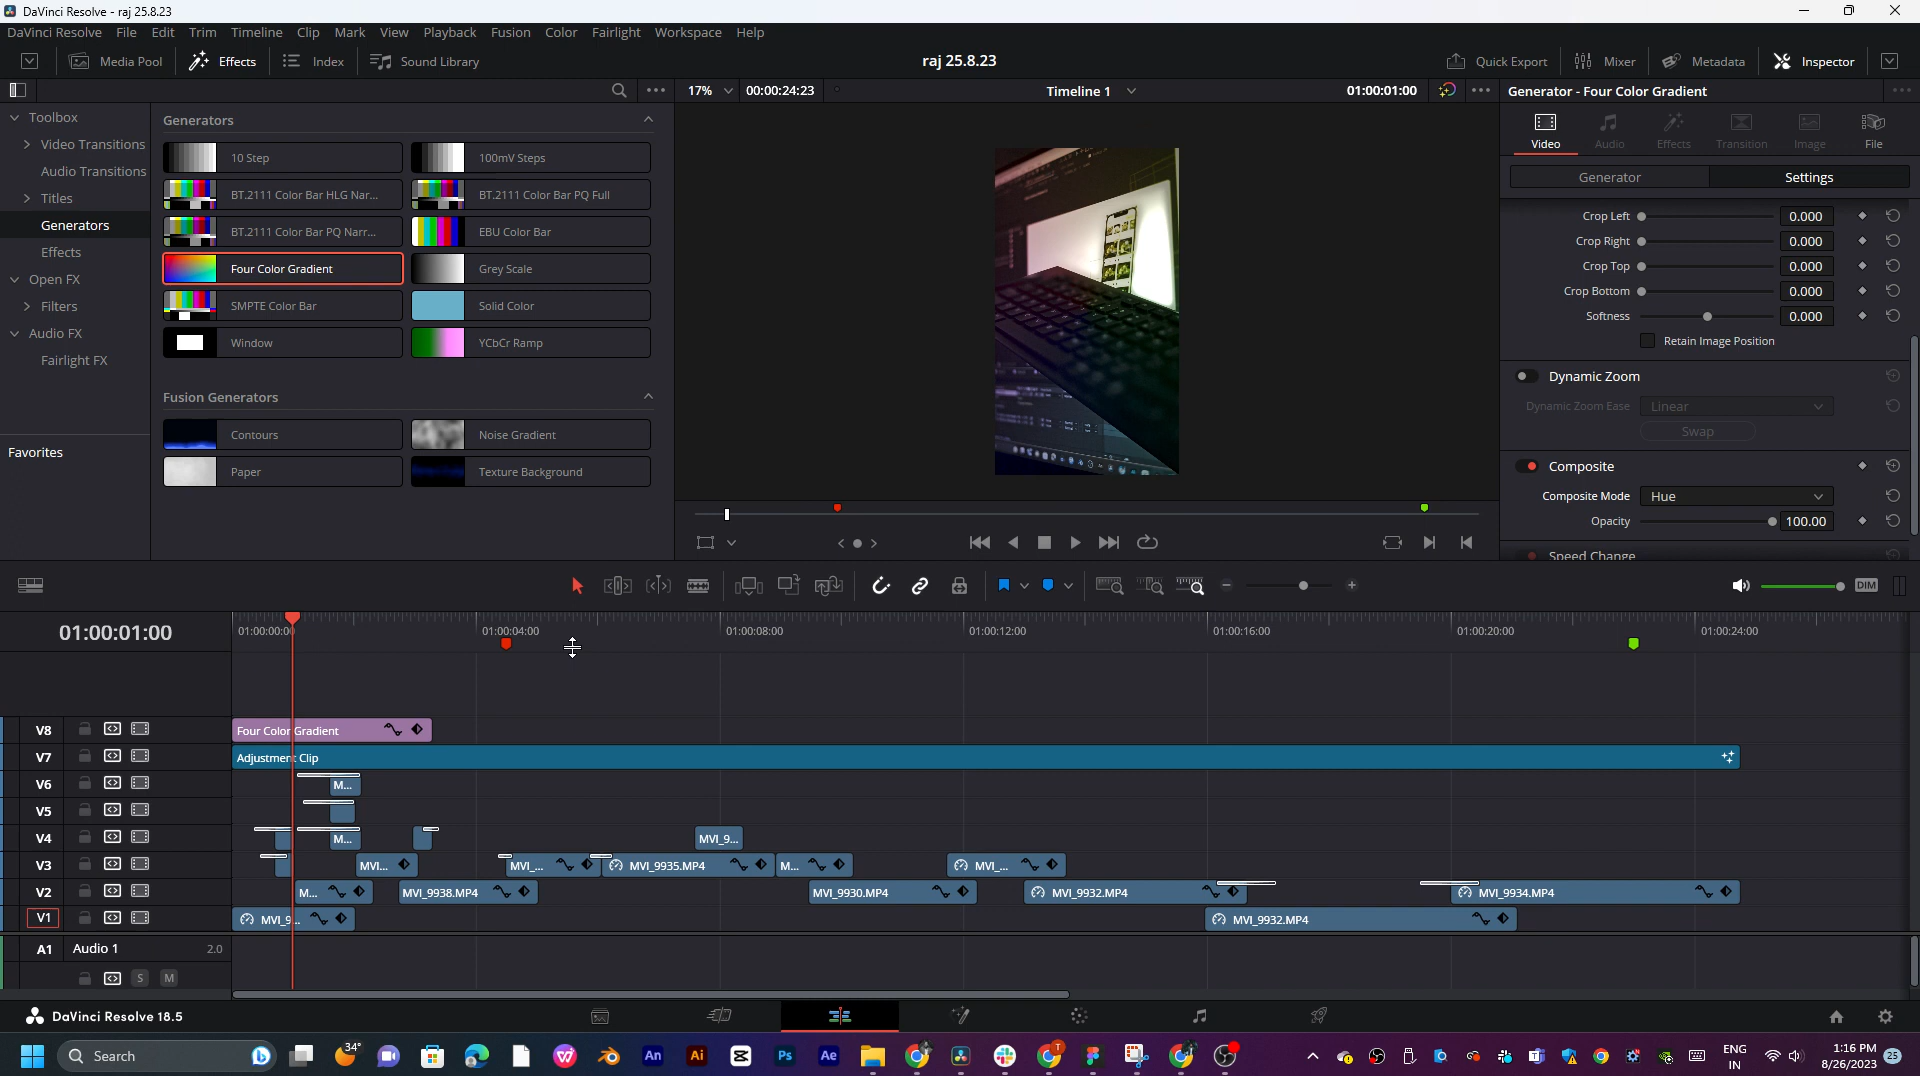 DaVinci Resolve - raj 25.8.23
DaVinci Resolve File Edit Trim Timeline Clip Mark View Playback Fusion Color Fairlight Workspace Help
Media Pool Effects Index Sound Library raj 25.8.23 Quick Export Mixer Metadata Inspector
17% 00:00:24:23 Timeline 1 01:00:01:00 Generator - Four Color Gradient
Toolbox
Video Transitions
Audio Transitions
Titles
Generators
Effects
Open FX
Filters
Audio FX
Fairlight FX
Favorites
Generators
10 Step 100mV Steps
BT.2111 Color Bar HLG Nar... BT.2111 Color Bar PQ Full
BT.2111 Color Bar PQ Narr... EBU Color Bar
Four Color Gradient Grey Scale
SMPTE Color Bar Solid Color
Window YCbCr Ramp
Fusion Generators
Contours Noise Gradient
Paper Texture Background
Video Audio Effects Transition Image File
Generator Settings
Crop Left 0.000
Crop Right 0.000
Crop Top 0.000
Crop Bottom 0.000
Softness 0.000
Retain Image Position
Dynamic Zoom
Dynamic Zoom Ease Linear
Swap
Composite
Composite Mode Hue
Opacity 100.00
Speed Change
DIM
01:00:01:00 01:00:00:00 01:00:04:00 01:00:08:00 01:00:12:00 01:00:16:00 01:00:20:00 01:00:24:00
V8 Four Color Gradient
V7 Adjustment Clip
V6 M...
V5
V4 M... MVI_9...
V3 MVI... MVI_... MVI_9935.MP4 M... MVI_...
V2 M... MVI_9938.MP4 MVI_9930.MP4 MVI_9932.MP4 MVI_9934.MP4
V1 MVI_9... MVI_9932.MP4
A1 Audio 1 2.0
S M
DaVinci Resolve 18.5
Search 34° An Ai Ps Ae ENG 1:16 PM
IN 8/26/2023 25